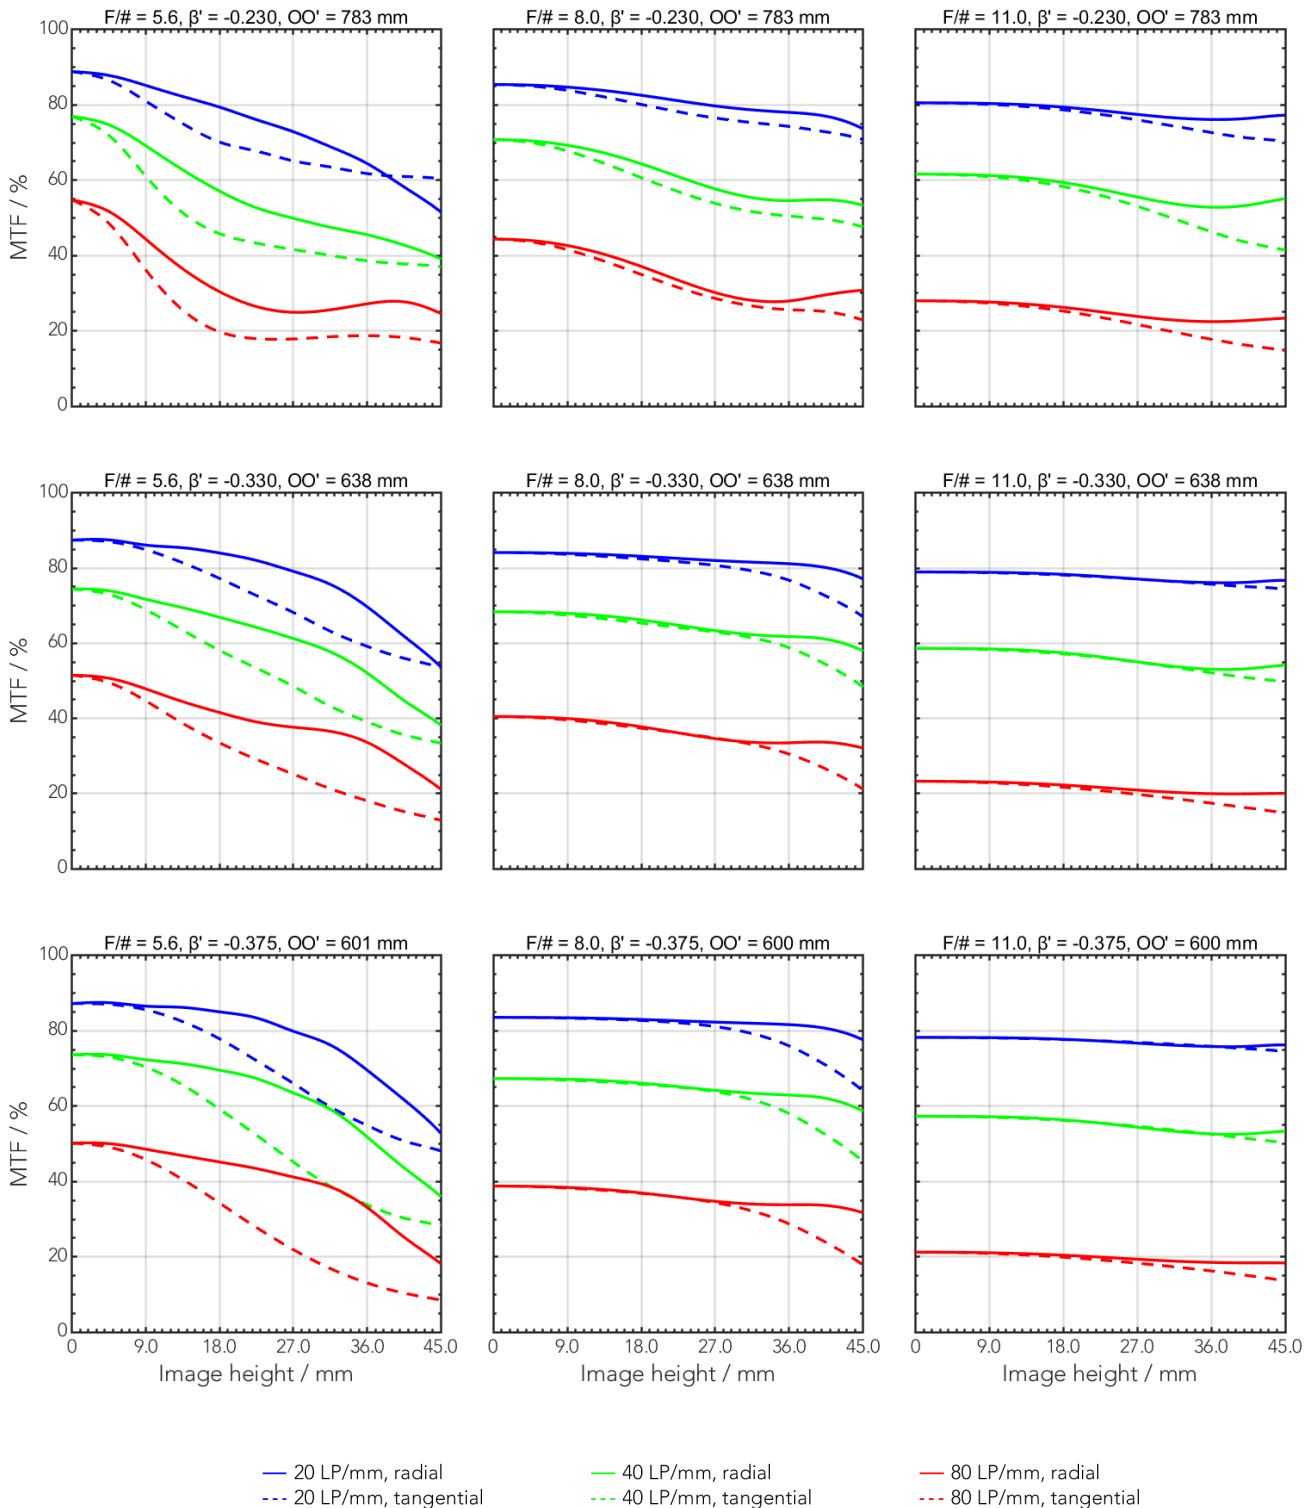 F/# = 5.6, β' = -0.230, OO' = 783 mm
F/# = 8.0, β' = -0.230, OO' = 783 mm
F/# = 11.0, β' = -0.230, OO' = 783 mm
100
80
60
40
20
0
MTF / %
F/# = 5.6, β' = -0.330, OO' = 638 mm
F/# = 8.0, β' = -0.330, OO' = 638 mm
F/# = 11.0, β' = -0.330, OO' = 638 mm
100
80
60
40
20
0
MTF / %
F/# = 5.6, β' = -0.375, OO' = 601 mm
F/# = 8.0, β' = -0.375, OO' = 600 mm
F/# = 11.0, β' = -0.375, OO' = 600 mm
100
80
60
40
20
0
MTF / %
0 9.0 18.0 27.0 36.0 45.0
0 9.0 18.0 27.0 36.0 45.0
0 9.0 18.0 27.0 36.0 45.0
Image height / mm
Image height / mm
Image height / mm
20 LP/mm, radial
40 LP/mm, radial
80 LP/mm, radial
20 LP/mm, tangential
40 LP/mm, tangential
80 LP/mm, tangential